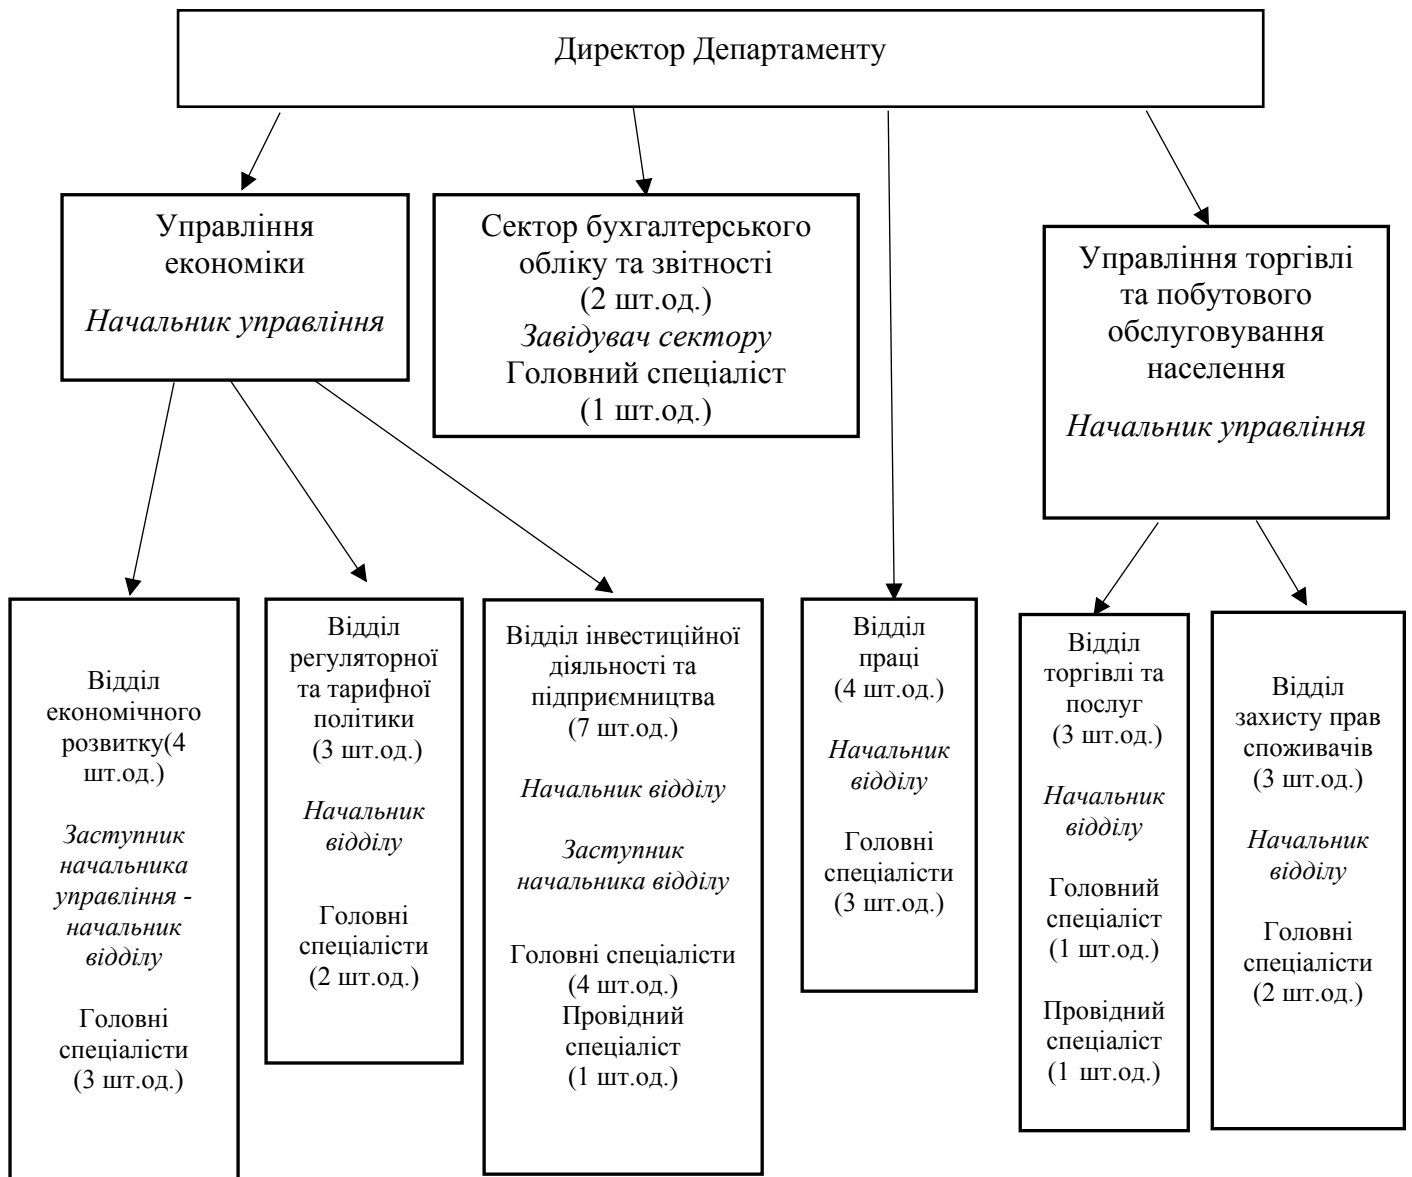 Директор Департаменту
Управління
економіки
Начальник управління
Сектор бухгалтерського
обліку та звітності
(2 шт.од.)
Завідувач сектору
Головний спеціаліст
(1 шт.од.)
Управління торгівлі
та побутового
обслуговування
населення
Начальник управління
Відділ
економічного
розвитку(4
шт.од.)
Заступник
начальника
управління -
начальник
відділу
Головні
спеціалісти
(3 шт.од.)
Відділ
регуляторної
та тарифної
політики
(3 шт.од.)
Начальник
відділу
Головні
спеціалісти
(2 шт.од.)
Відділ інвестиційної
діяльності та
підприємництва
(7 шт.од.)
Начальник відділу
Заступник
начальника відділу
Головні спеціалісти
(4 шт.од.)
Провідний
спеціаліст
(1 шт.од.)
Відділ
праці
(4 шт.од.)
Начальник
відділу
Головні
спеціалісти
(3 шт.од.)
Відділ
торгівлі та
послуг
(3 шт.од.)
Начальник
відділу
Головний
спеціаліст
(1 шт.од.)
Провідний
спеціаліст
(1 шт.од.)
Відділ
захисту прав
споживачів
(3 шт.од.)
Начальник
відділу
Головні
спеціалісти
(2 шт.од.)